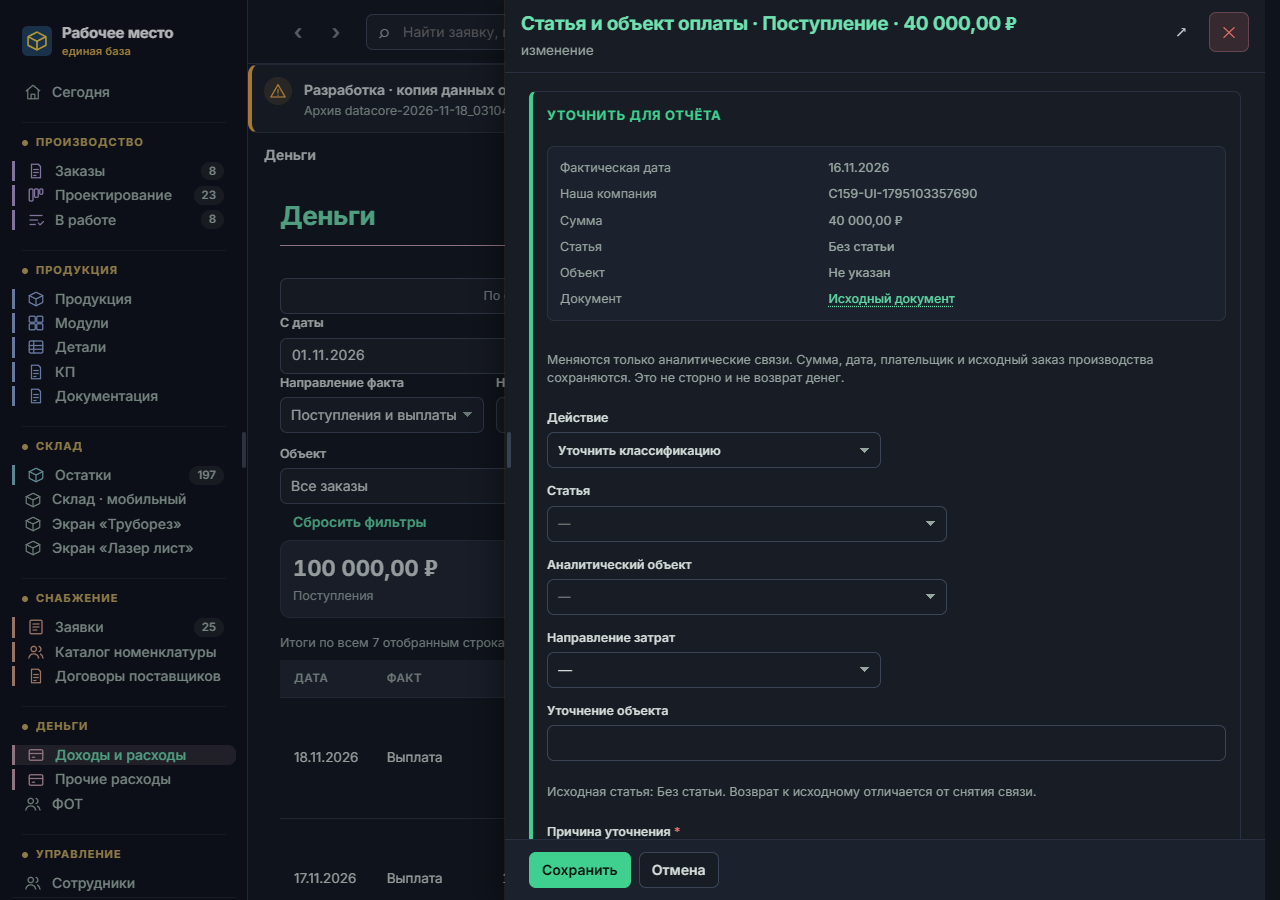 Рабочее место
единая база
Сегодня
ПРОИЗВОДСТВО
Заказы 8
Проектирование 23
В работе 8
ПРОДУКЦИЯ
Продукция
Модули
Детали
КП
Документация
СКЛАД
Остатки 197
Склад · мобильный
Экран «Труборез»
Экран «Лазер лист»
СНАБЖЕНИЕ
Заявки 25
Каталог номенклатуры
Договоры поставщиков
ДЕНЬГИ
Доходы и расходы
Прочие расходы
ФОТ
УПРАВЛЕНИЕ
Сотрудники
Найти заявку,
Разработка · копия данных
Архив datacore-2026-11-18_0310
Деньги
Деньги
По
С даты
01.11.2026
Направление факта
Поступления и выплаты
Объект
Все заказы
Сбросить фильтры
100 000,00 ₽
Поступления
Итоги по всем 7 отобранным строка
ДАТА ФАКТ
18.11.2026 Выплата
17.11.2026 Выплата
Статья и объект оплаты · Поступление · 40 000,00 ₽
изменение
УТОЧНИТЬ ДЛЯ ОТЧЁТА
Фактическая дата 16.11.2026
Наша компания C159-UI-1795103357690
Сумма 40 000,00 ₽
Статья Без статьи
Объект Не указан
Документ Исходный документ
Меняются только аналитические связи. Сумма, дата, плательщик и исходный заказ производства
сохраняются. Это не сторно и не возврат денег.
Действие
Уточнить классификацию
Статья
—
Аналитический объект
—
Направление затрат
—
Уточнение объекта
Исходная статья: Без статьи. Возврат к исходному отличается от снятия связи.
Причина уточнения *
Сохранить Отмена